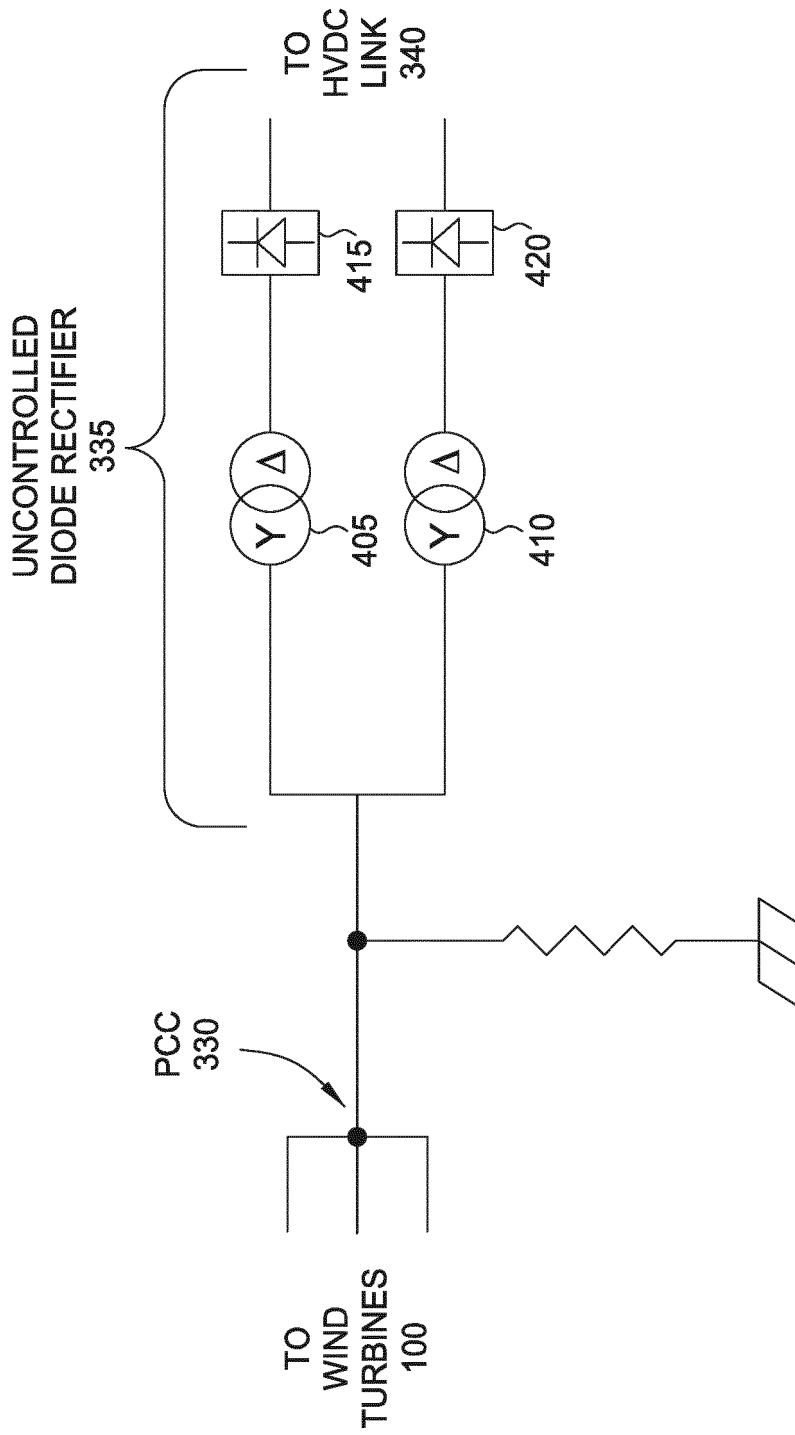 UNCONTROLLED
DIODE RECTIFIER
335
TO
HVDC
LINK
340
415
420
Y
Δ
405
Y
Δ
410
PCC
330
TO
WIND
TURBINES
100